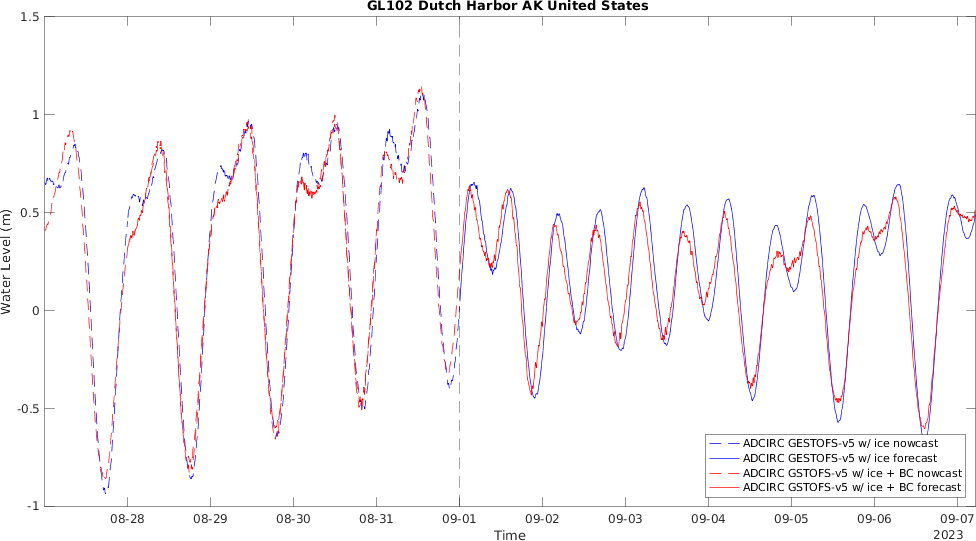 GL102 Dutch Harbor AK United States
1.5
1
0.5
0
-0.5
-1
Water Level (m)
08-28 08-29 08-30 08-31 09-01 09-02 09-03 09-04 09-05 09-06 09-07
Time
2023
ADCIRC GESTOFS-v5 w/ ice nowcast
ADCIRC GESTOFS-v5 w/ ice forecast
ADCIRC GSTOFS-v5 w/ ice + BC nowcast
ADCIRC GSTOFS-v5 w/ ice + BC forecast